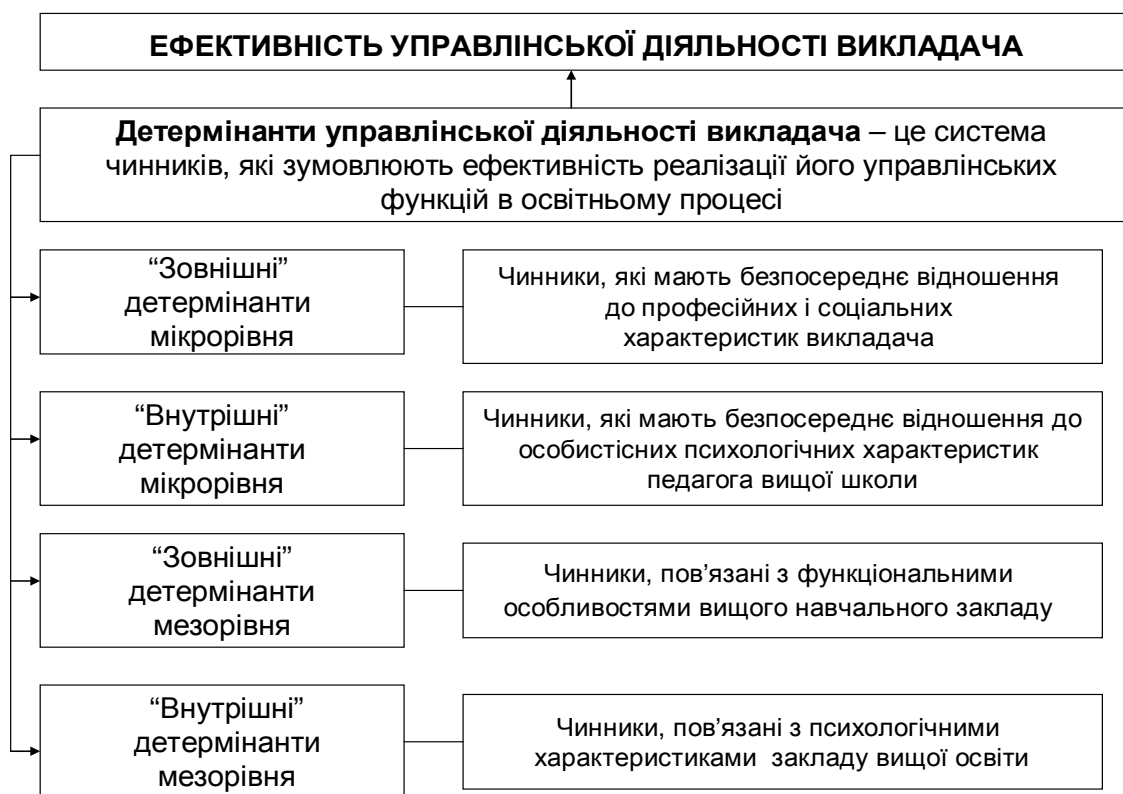 ЕФЕКТИВНІСТЬ УПРАВЛІНСЬКОЇ ДІЯЛЬНОСТІ ВИКЛАДАЧА
Детермінанти управлінської діяльності викладача – це система
чинників, які зумовлюють ефективність реалізації його управлінських
функцій в освітньому процесі
“Зовнішні”
детермінанти
мікрорівня
Чинники, які мають безпосереднє відношення
до професійних і соціальних
характеристик викладача
“Внутрішні”
детермінанти
мікрорівня
Чинники, які мають безпосереднє відношення до
особистісних психологічних характеристик
педагога вищої школи
“Зовнішні”
детермінанти
мезорівня
Чинники, пов’язані з функціональними
особливостями вищого навчального закладу
“Внутрішні”
детермінанти
мезорівня
Чинники, пов’язані з психологічними
характеристиками закладу вищої освіти